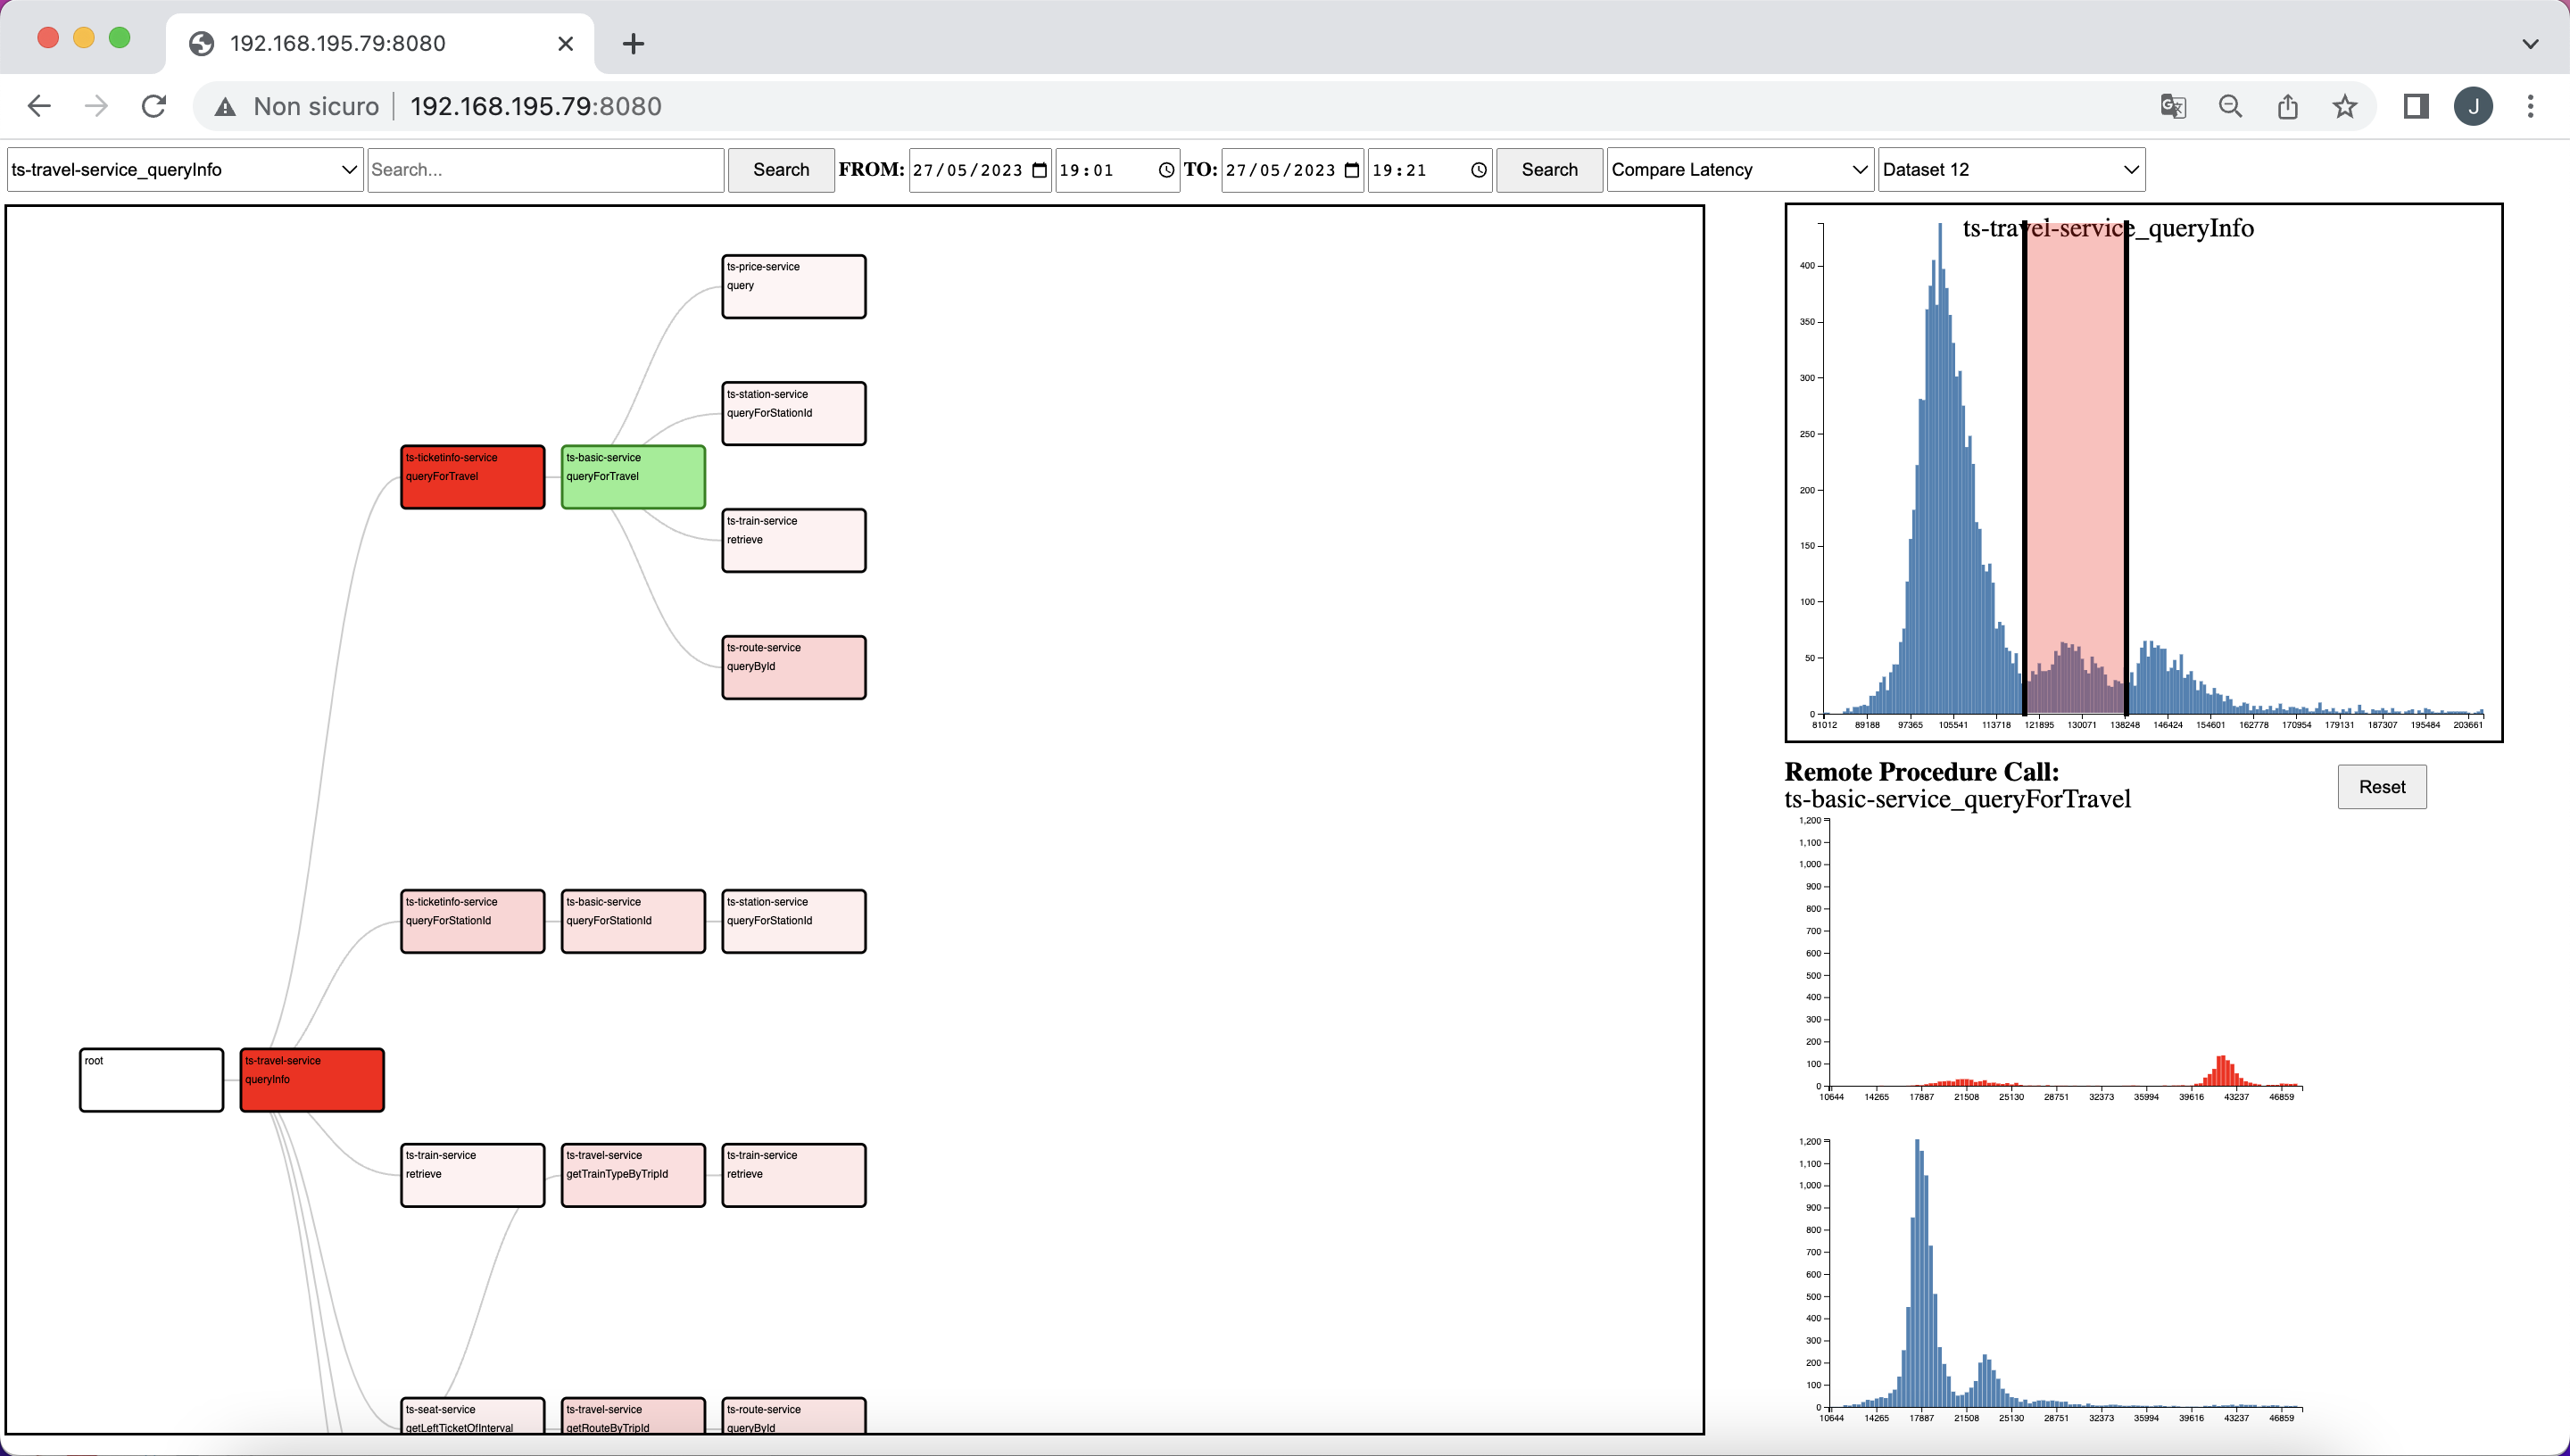 192.168.195.79:8080
Non sicuro 192.168.195.79:8080
ts-travel-service_queryInfo Search... Search FROM: 27/05/2023 19:01 TO: 27/05/2023 19:21 Search Compare Latency Dataset 12
J
ts-price-service
query
ts-station-service
queryForStationId
ts-ticketinfo-service
queryForTravel
ts-basic-service
queryForTravel
ts-train-service
retrieve
ts-route-service
queryById
ts-ticketinfo-service
queryForStationId
ts-basic-service
queryForStationId
ts-station-service
queryForStationId
root
ts-travel-service
queryInfo
ts-train-service
retrieve
ts-travel-service
getTrainTypeByTripId
ts-train-service
retrieve
ts-seat-service
getLeftTicketOfInterval
ts-travel-service
getRouteByTripId
ts-route-service
queryById
ts-travel-service_queryInfo
400
350
300
250
200
150
100
50
0
81012 89188 97365 105541 113718 121895 130071 138248 146424 154601 162778 170954 179131 187307 195484 203661
Remote Procedure Call:
ts-basic-service_queryForTravel
Reset
1,200
1,100
1,000
900
800
700
600
500
400
300
200
100
0
10644 14265 17887 21508 25130 28751 32373 35994 39616 43237 46859
1,200
1,100
1,000
900
800
700
600
500
400
300
200
100
0
10644 14265 17887 21508 25130 28751 32373 35994 39616 43237 46859